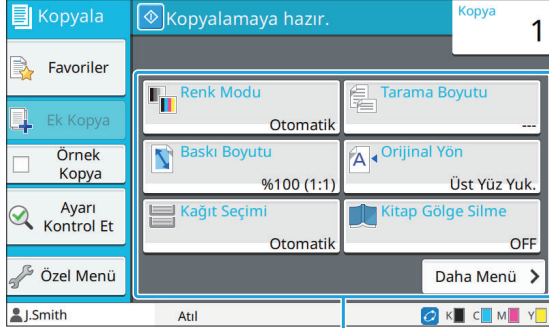 Kopyala
Kopyalamaya hazır.
Kopya
1
Favoriler
Ek Kopya
Örnek
Kopya
Ayarı
Kontrol Et
Özel Menü
Renk Modu
Otomatik
Tarama Boyutu
---
Baskı Boyutu
%100 (1:1)
A
Orijinal Yön
Üst Yüz Yuk.
Kağıt Seçimi
Otomatik
Kitap Gölge Silme
OFF
Daha Menü
J.Smith
Atıl
K C M Y